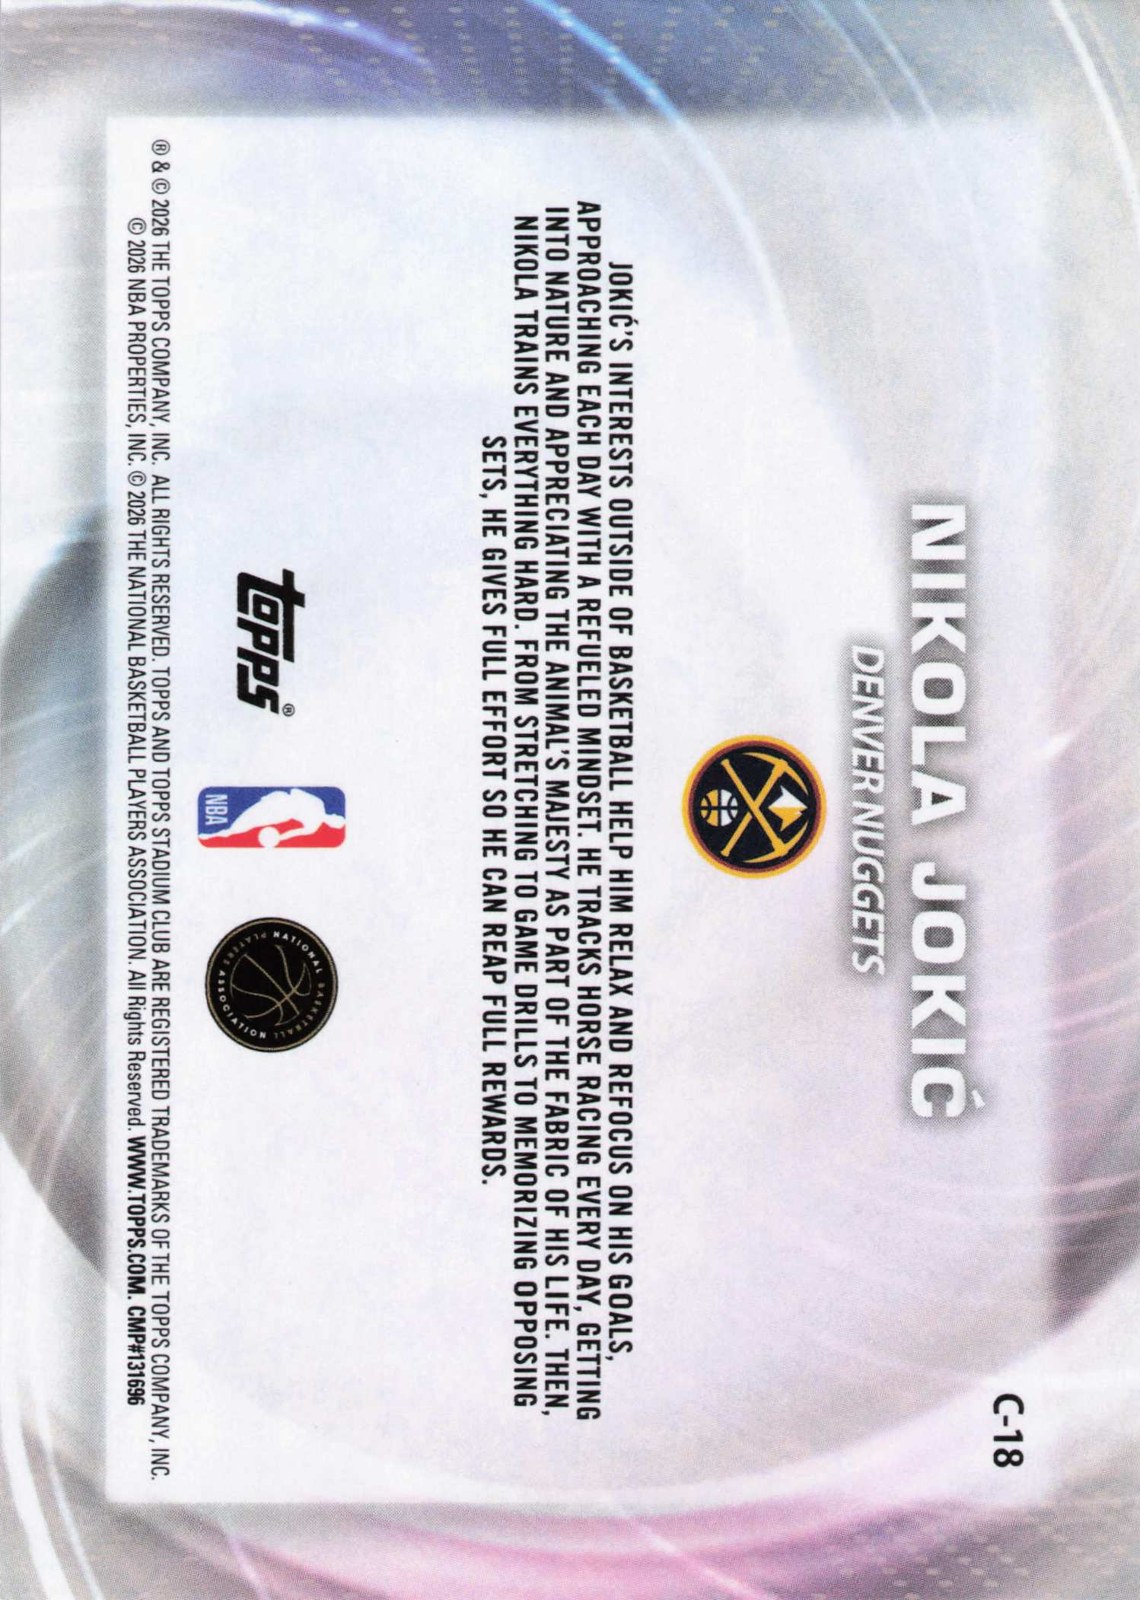 C-18
NIKOLA JOKIĆ
DENVER NUGGETS
JOKIĆ'S INTERESTS OUTSIDE OF BASKETBALL HELP HIM RELAX AND REFOCUS ON HIS GOALS,
APPROACHING EACH DAY WITH A REFUELED MINDSET. HE TRACKS HORSE RACING EVERY DAY, GETTING
INTO NATURE AND APPRECIATING THE ANIMAL'S MAJESTY AS PART OF THE FABRIC OF HIS LIFE. THEN,
NIKOLA TRAINS EVERYTHING HARD. FROM STRETCHING TO GAME DRILLS TO MEMORIZING OPPOSING
SETS, HE GIVES FULL EFFORT SO HE CAN REAP FULL REWARDS.
topps®
NBA
NATIONAL BASKETBALL
PLAYERS ASSOCIATION
® & © 2026 THE TOPPS COMPANY, INC. ALL RIGHTS RESERVED. TOPPS AND TOPPS STADIUM CLUB ARE REGISTERED TRADEMARKS OF THE TOPPS COMPANY, INC.
© 2026 NBA PROPERTIES, INC. © 2026 THE NATIONAL BASKETBALL PLAYERS ASSOCIATION. All Rights Reserved. WWW.TOPPS.COM. CMP#131696